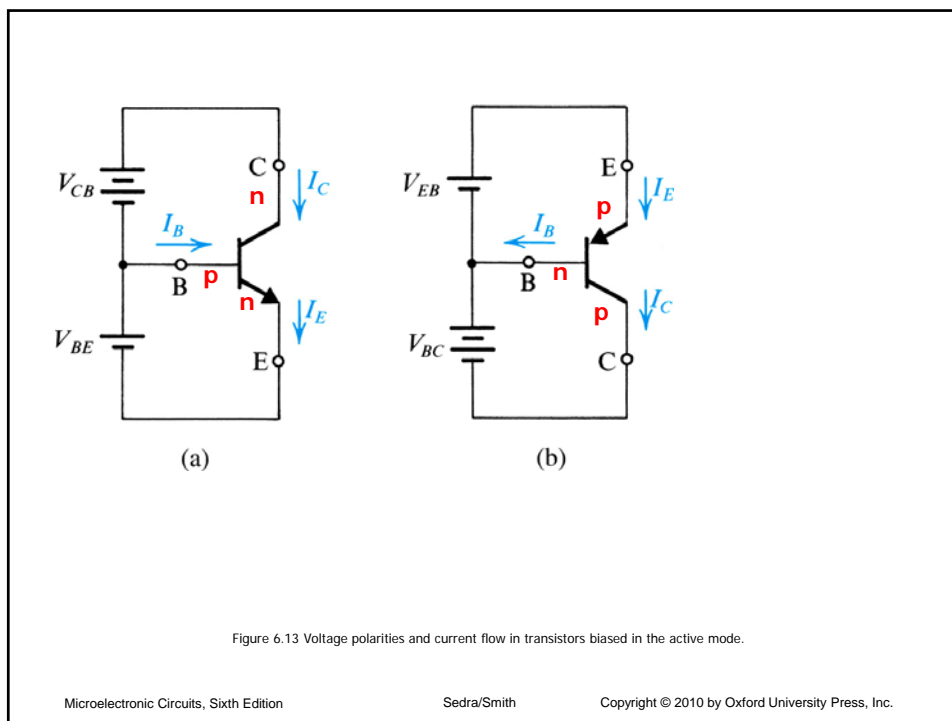 C
V_CB
I_C
n
I_B
B
p
n
V_BE
I_E
E
(a)
E
V_EB
I_E
p
I_B
B
n
p
I_C
V_BC
C
(b)
Figure 6.13 Voltage polarities and current flow in transistors biased in the active mode.
Microelectronic Circuits, Sixth Edition
Sedra/Smith
Copyright © 2010 by Oxford University Press, Inc.